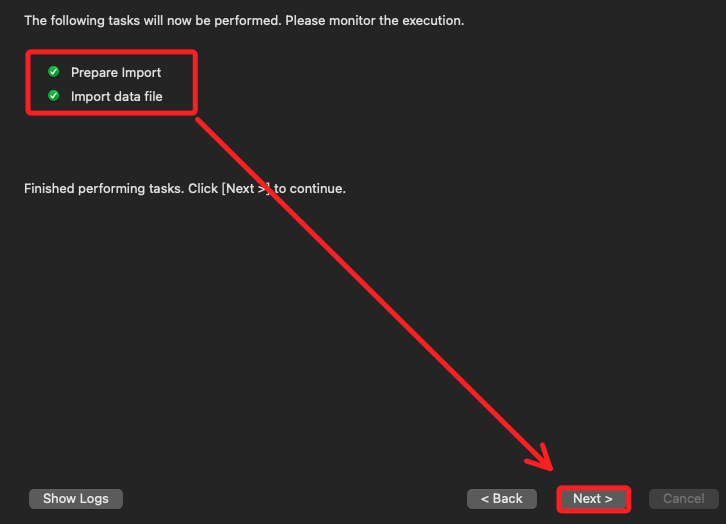 The following tasks will now be performed. Please monitor the execution.
Prepare Import
Import data file
Finished performing tasks. Click [Next >] to continue.
Show Logs
< Back
Next >
Cancel